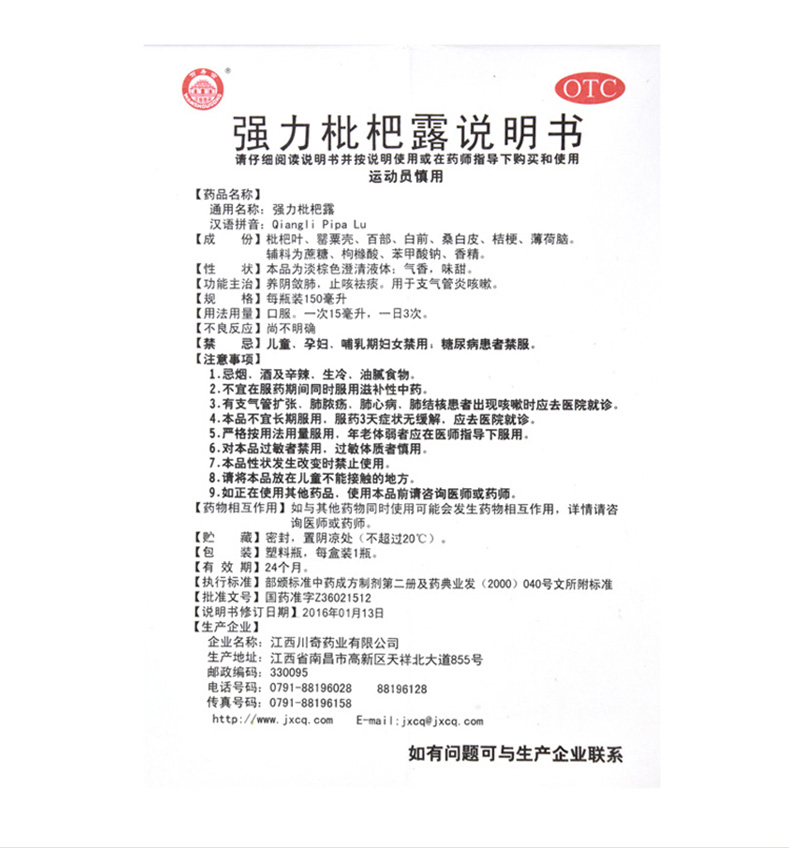 OTC
强力枇杷露说明书
请仔细阅读说明书并按说明使用或在药师指导下购买和使用
运动员慎用
【药品名称】
通用名称：强力枇杷露
汉语拼音：Qiangli Pipa Lu
【成　份】枇杷叶、罂粟壳、百部、白前、桑白皮、桔梗、薄荷脑。
辅料为蔗糖、枸橼酸、苯甲酸钠、香精。
【性　状】本品为淡棕色澄清液体；气香，味甜。
【功能主治】养阴敛肺，止咳祛痰。用于支气管炎咳嗽。
【规　格】每瓶装150毫升
【用法用量】口服。一次15毫升，一日3次。
【不良反应】尚不明确
【禁　忌】儿童、孕妇、哺乳期妇女禁用；糖尿病患者禁服。
【注意事项】
1.忌烟、酒及辛辣、生冷、油腻食物。
2.不宜在服药期间同时服用滋补性中药。
3.有支气管扩张、肺脓疡、肺心病、肺结核患者出现咳嗽时应去医院就诊。
4.本品不宜长期服用，服药3天症状无缓解，应去医院就诊。
5.严格按用法用量服用，年老体弱者应在医师指导下服用。
6.对本品过敏者禁用，过敏体质者慎用。
7.本品性状发生改变时禁止使用。
8.请将本品放在儿童不能接触的地方。
9.如正在使用其他药品，使用本品前请咨询医师或药师。
【药物相互作用】如与其他药物同时使用可能会发生药物相互作用，详情请咨
询医师或药师。
【贮　藏】密封，置阴凉处（不超过20℃）。
【包　装】塑料瓶，每盒装1瓶。
【有 效 期】24个月。
【执行标准】部颁标准中药成方制剂第二册及药典业发（2000）040号文所附标准
【批准文号】国药准字Z36021512
【说明书修订日期】2016年01月13日
【生产企业】
企业名称：江西川奇药业有限公司
生产地址：江西省南昌市高新区天祥北大道855号
邮政编码：330095
电话号码：0791-88196028　88196128
传真号码：0791-88196158
http://www.jxcq.com　E-mail:jxcq@jxcq.com
如有问题可与生产企业联系